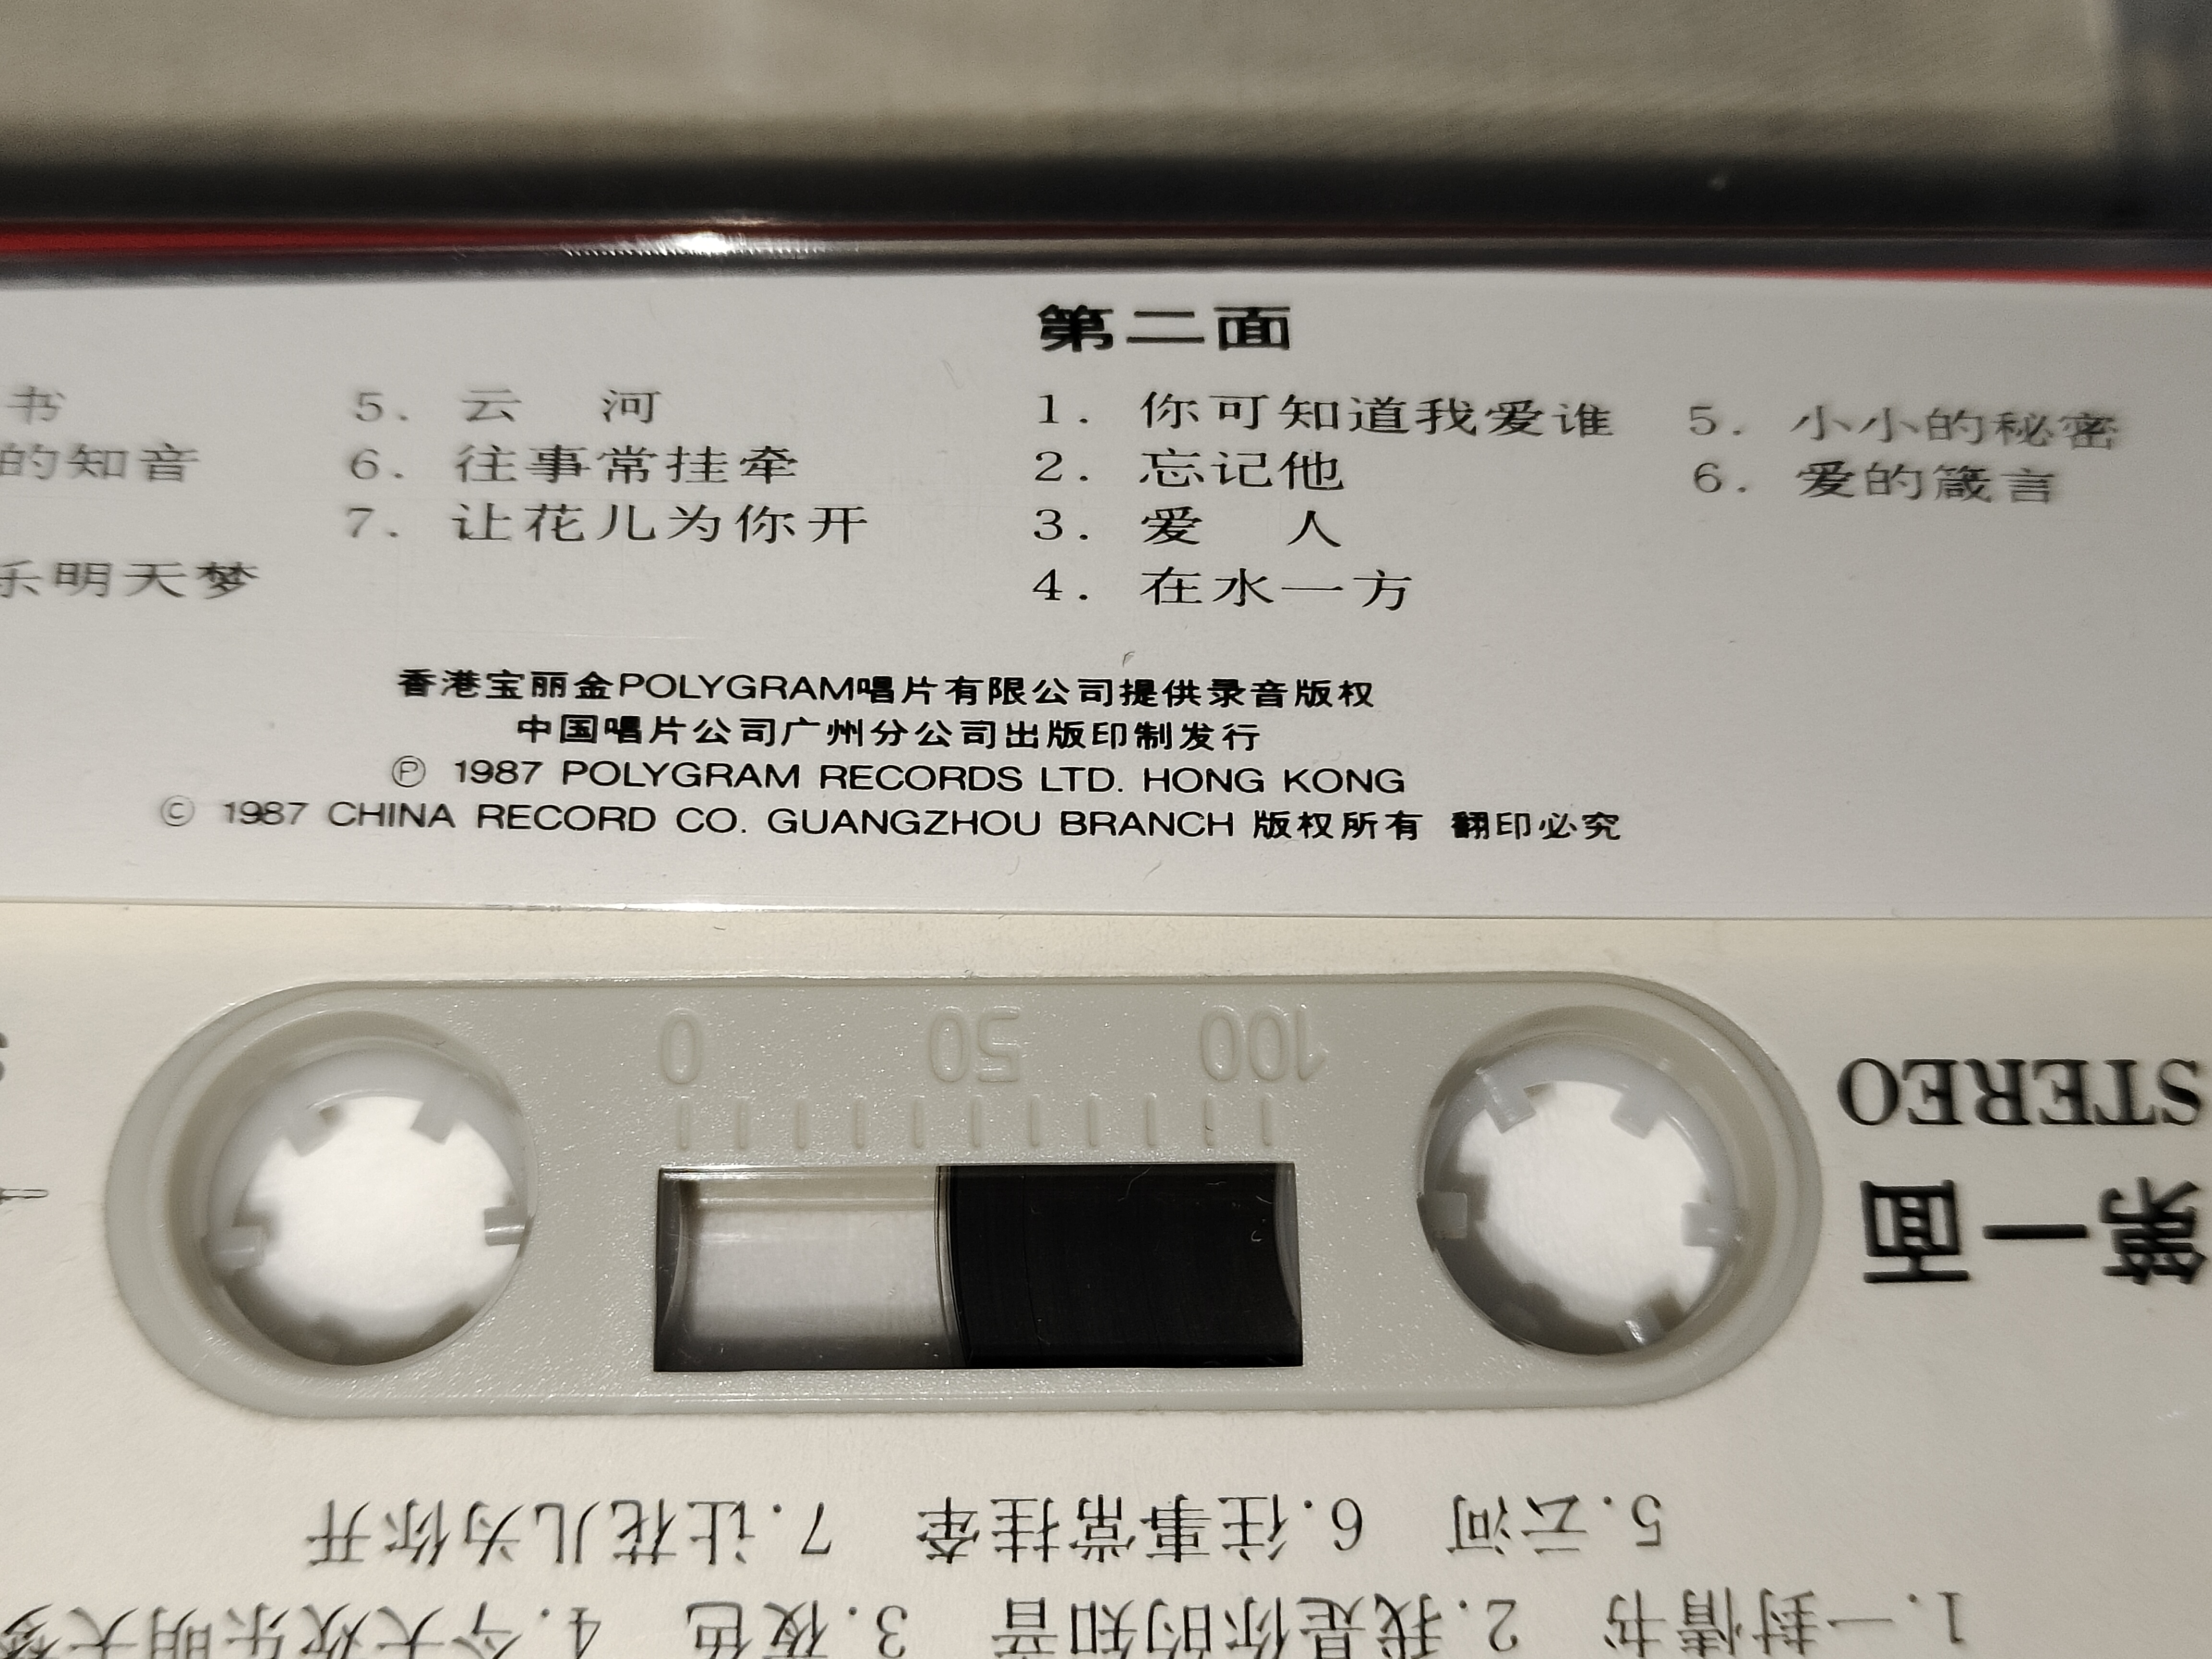 第二面
书
的知音
乐明天梦
5. 云 河
6. 往事常挂牵
7. 让花儿为你开
1. 你可知道我爱谁
2. 忘记他
3. 爱 人
4. 在水一方
5. 小小的秘密
6. 爱的箴言
香港宝丽金POLYGRAM唱片有限公司提供录音版权
中国唱片公司广州分公司出版印制发行
Ⓟ 1987 POLYGRAM RECORDS LTD. HONG KONG
© 1987 CHINA RECORD CO. GUANGZHOU BRANCH 版权所有 翻印必究
1.一封情书 2.我是你的知音 3.夜色 4.今天欢乐明天梦
5.云河 6.往事常挂牵 7.让花儿为你开
第一面
STEREO
100 50 0